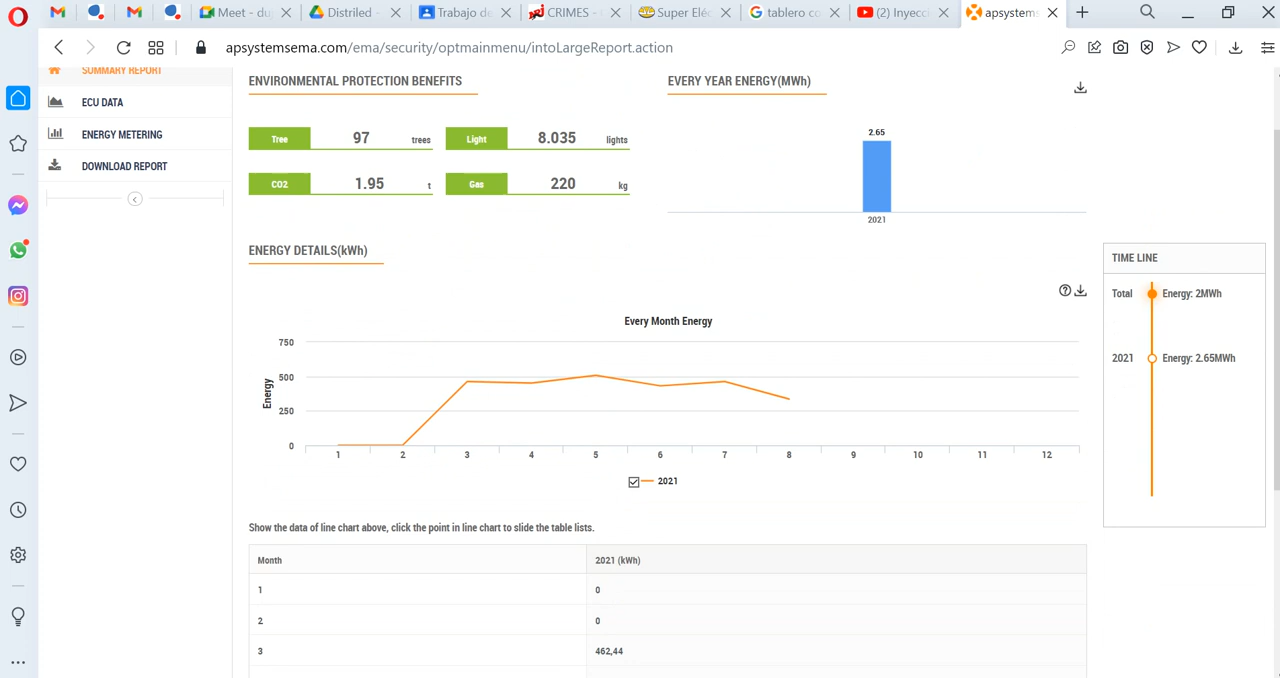 Meet - du
Distriled -
Trabajo de
CRIMES -
Super Eléc
tablero co
(2) Inyecci
apsystems
apsystemsema.com/ema/security/optmainmenu/intoLargeReport.action
SUMMARY REPORT
ECU DATA
ENERGY METERING
DOWNLOAD REPORT
ENVIRONMENTAL PROTECTION BENEFITS
Tree 97 trees
Light 8.035 lights
CO2 1.95 t
Gas 220 kg
EVERY YEAR ENERGY(MWh)
2.65
2021
ENERGY DETAILS(kWh)
Every Month Energy
750
500
250
0
Energy
1 2 3 4 5 6 7 8 9 10 11 12
2021
TIME LINE
Total Energy: 2MWh
2021 Energy: 2.65MWh
Show the data of line chart above, click the point in line chart to slide the table lists.
Month 2021 (kWh)
1 0
2 0
3 462,44